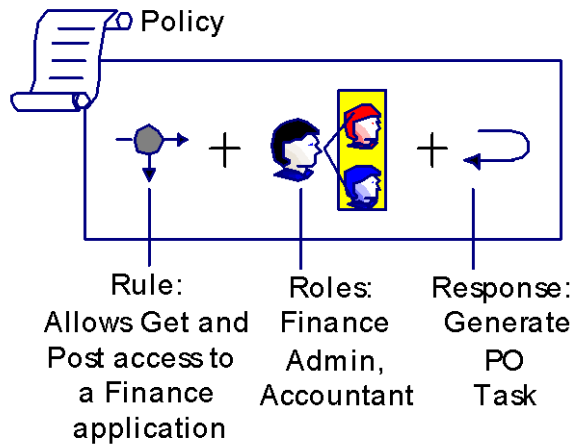 Policy
Rule:
Allows Get and
Post access to
a Finance
application
Roles:
Finance
Admin,
Accountant
Response:
Generate
PO
Task